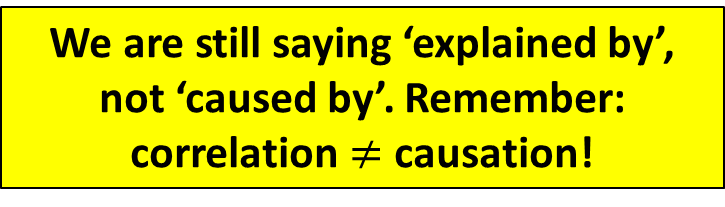 We are still saying ‘explained by’,
not ‘caused by’. Remember:
correlation ≠ causation!